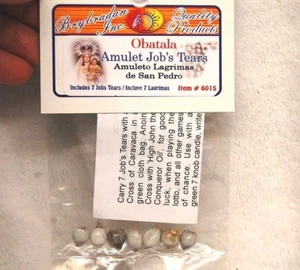 Brybradan Quality
Inc. Products
Obatala
Amulet Job's Tears
Amuleto Lagrimas
de San Pedro
Includes 7 Jobs Tears / Incluye 7 Lagrimas
Item # 6015
Carry 7 Job's Tears with a
Cross of Caravaca in a
green cloth bag. Anoint
Cross with 'High John the
Conqueror Oil', for good
luck, when playing the
lotto, and all other games
of chance. Use with a
green 7 knob candle, write